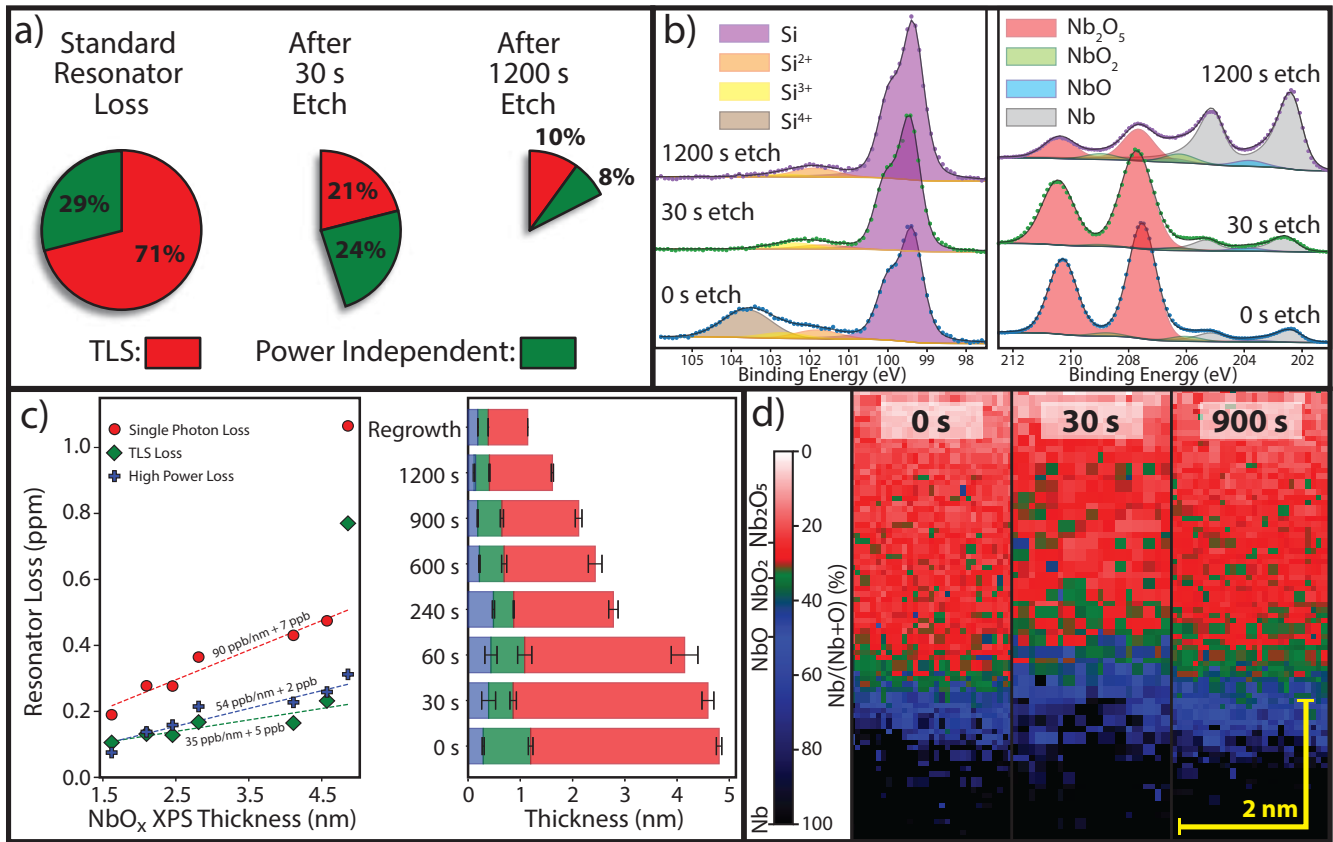 a)
Standard
Resonator
Loss
After
30 s
Etch
After
1200 s
Etch
29%
71%
21%
24%
10%
8%
TLS:
Power Independent:
b)
Si
Si²⁺
Si³⁺
Si⁴⁺
1200 s etch
30 s etch
0 s etch
105 104 103 102 101 100 99 98
Binding Energy (eV)
Nb₂O₅
NbO₂
NbO
Nb
1200 s etch
30 s etch
0 s etch
212 210 208 206 204 202
Binding Energy (eV)
c)
Single Photon Loss
TLS Loss
High Power Loss
Resonator Loss (ppm)
1.0
0.8
0.6
0.4
0.2
0.0
90 ppb/nm + 7 ppb
54 ppb/nm + 2 ppb
35 ppb/nm + 5 ppb
1.5 2.5 3.5 4.5
NbOₓ XPS Thickness (nm)
Regrowth
1200 s
900 s
600 s
240 s
60 s
30 s
0 s
0 1 2 3 4 5
Thickness (nm)
d)
0 s
30 s
900 s
0
20
40
60
80
100
Nb NbO NbO₂ Nb₂O₅
Nb/(Nb+O) (%)
2 nm